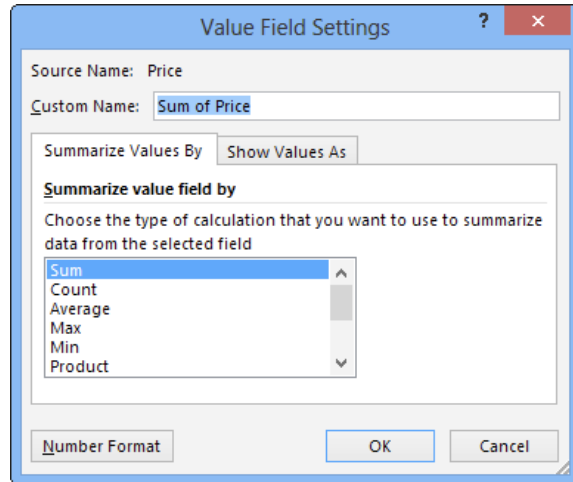 Value Field Settings ? ×
Source Name: Price
Custom Name: Sum of Price
Summarize Values By Show Values As
Summarize value field by
Choose the type of calculation that you want to use to summarize
data from the selected field
Sum
Count
Average
Max
Min
Product
Number Format OK Cancel